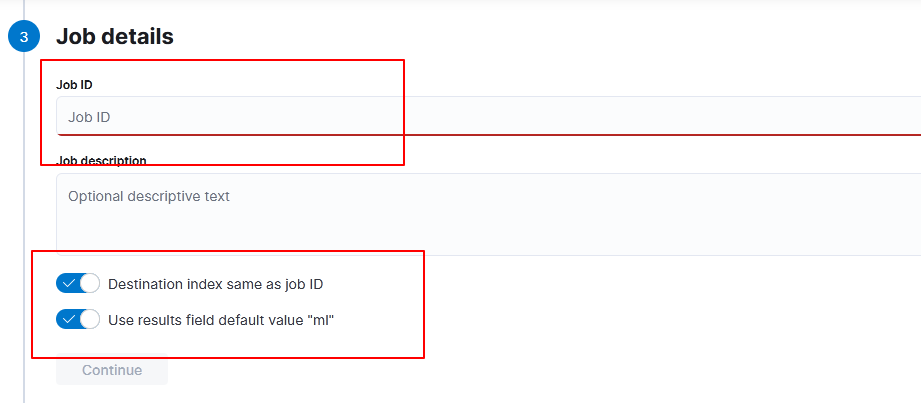 3
Job details
Job ID
Job ID
Job description
Optional descriptive text
Destination index same as job ID
Use results field default value "ml"
Continue